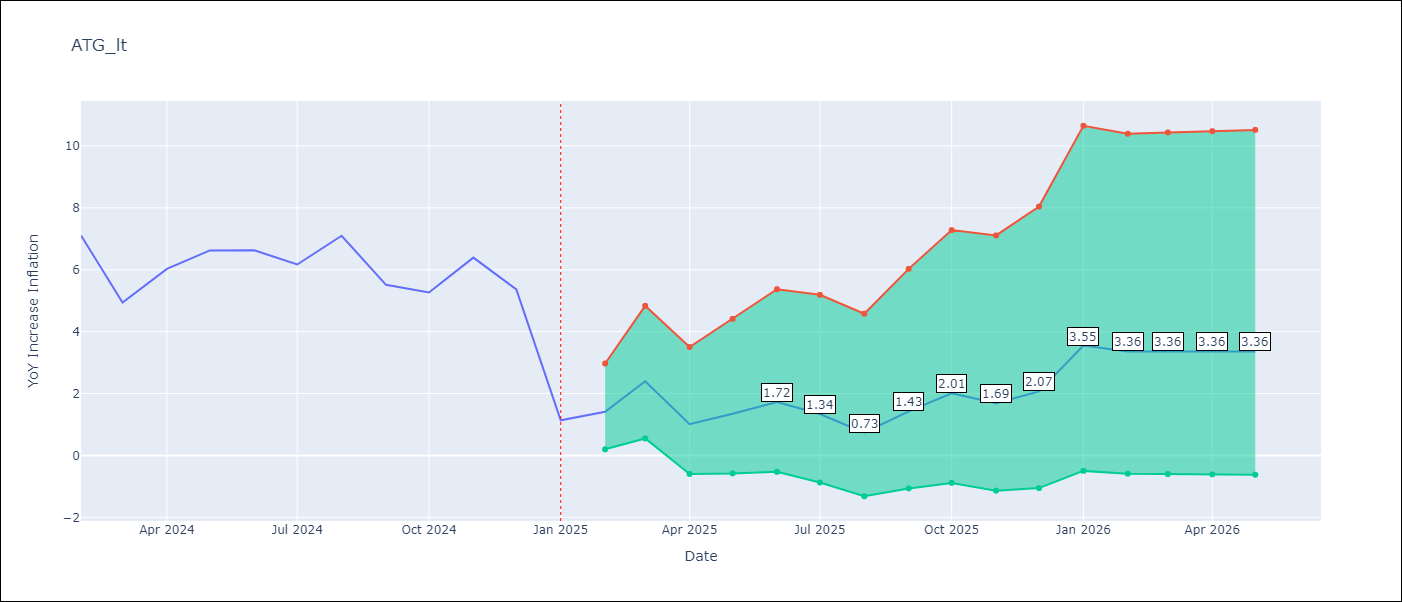 ATG_lt
YoY Increase Inflation
10
8
6
4
2
0
−2
1.72
1.34
0.73
1.43
2.01
1.69
2.07
3.55
3.36
3.36
3.36
3.36
Apr 2024
Jul 2024
Oct 2024
Jan 2025
Apr 2025
Jul 2025
Oct 2025
Jan 2026
Apr 2026
Date